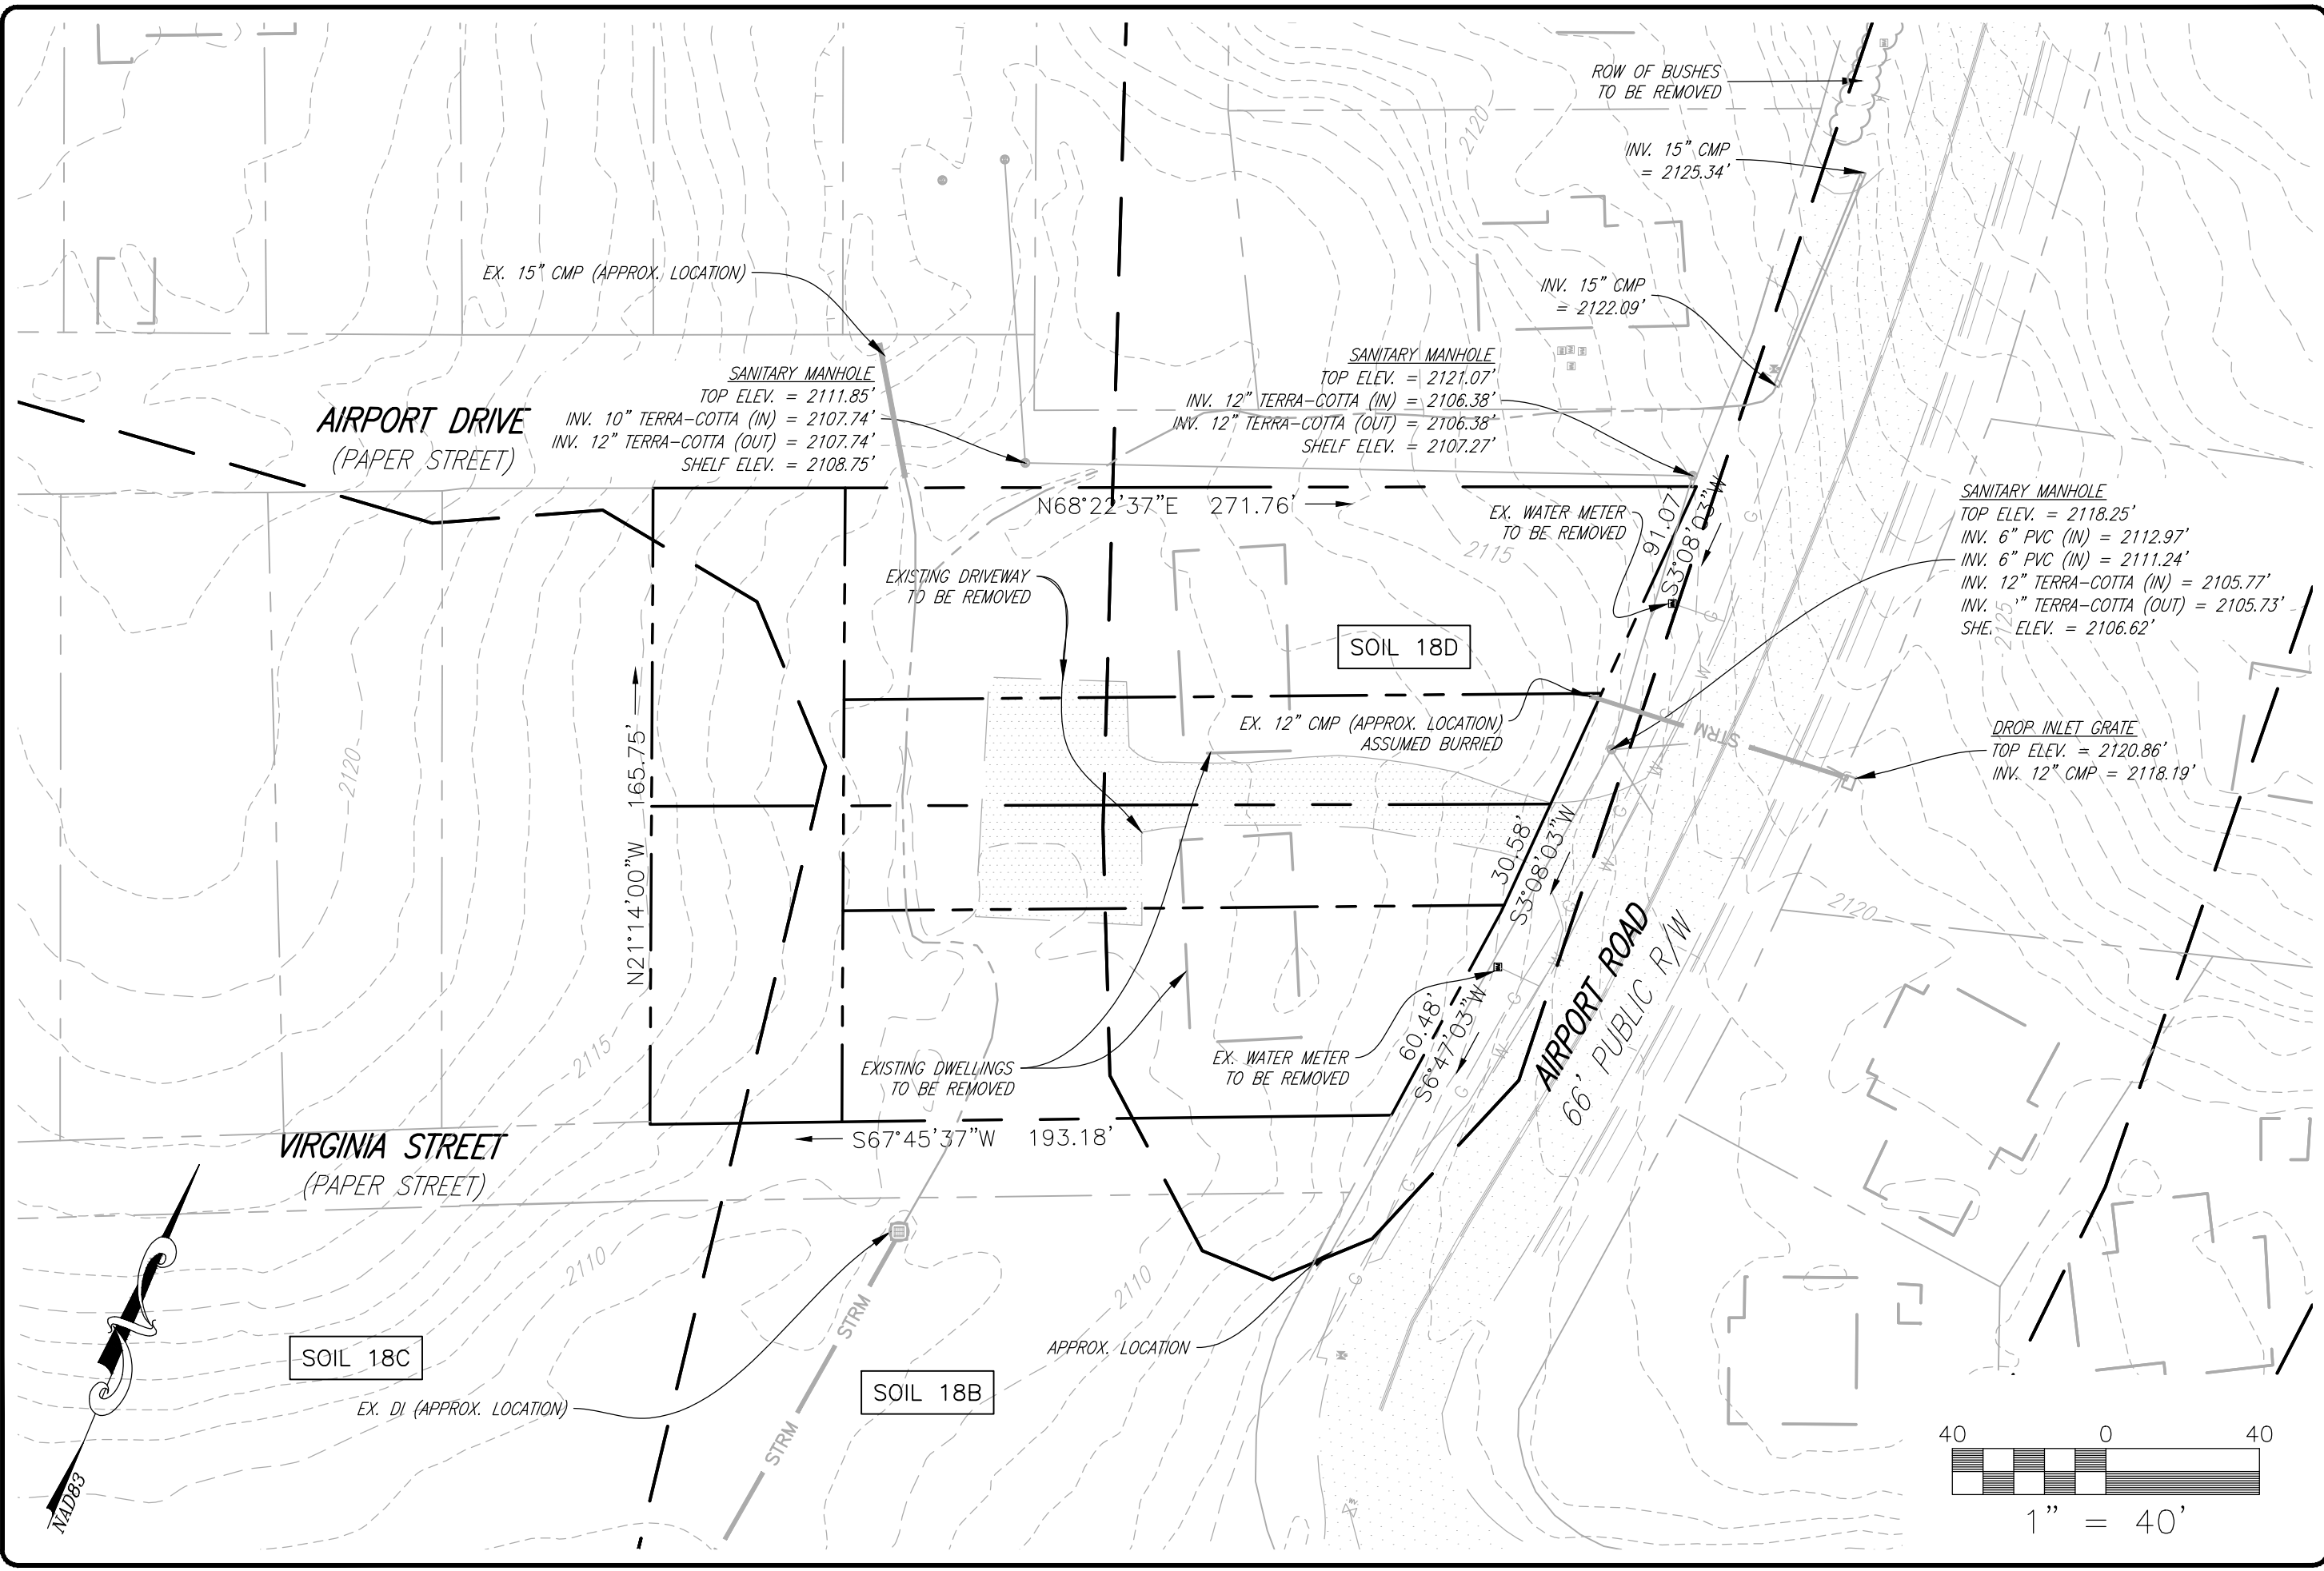 ROW OF BUSHES
TO BE REMOVED
2120
INV. 15" CMP
= 2125.34'
EX. 15" CMP (APPROX. LOCATION)
INV. 15" CMP
= 2122.09'
SANITARY MANHOLE
TOP ELEV. = 2111.85'
INV. 10" TERRA-COTTA (IN) = 2107.74'
INV. 12" TERRA-COTTA (OUT) = 2107.74'
SHELF ELEV. = 2108.75'
SANITARY MANHOLE
TOP ELEV. = 2121.07'
INV. 12" TERRA-COTTA (IN) = 2106.38'
INV. 12" TERRA-COTTA (OUT) = 2106.38'
SHELF ELEV. = 2107.27'
AIRPORT DRIVE
(PAPER STREET)
N68°22'37"E 271.76'
EX. WATER METER
TO BE REMOVED
91.07'
S3°08'03"W
SANITARY MANHOLE
TOP ELEV. = 2118.25'
INV. 6" PVC (IN) = 2112.97'
INV. 6" PVC (IN) = 2111.24'
INV. 12" TERRA-COTTA (IN) = 2105.77'
INV. '" TERRA-COTTA (OUT) = 2105.73'
SHE. ELEV. = 2106.62'
2125
2115
EXISTING DRIVEWAY
TO BE REMOVED
SOIL 18D
EX. 12" CMP (APPROX. LOCATION)
ASSUMED BURRIED
STRM
DROP INLET GRATE
TOP ELEV. = 2120.86'
INV. 12" CMP = 2118.19'
2120
N21°14'00"W 165.75'
30.58'
S3°08'03"W
2120
AIRPORT ROAD
66' PUBLIC R/W
2115
EXISTING DWELLINGS
TO BE REMOVED
EX. WATER METER
TO BE REMOVED
60.48'
S6°47'03"W
G
W
S67°45'37"W 193.18'
VIRGINIA STREET
(PAPER STREET)
2110
2110
STRM
APPROX. LOCATION
SOIL 18C
SOIL 18B
EX. DI (APPROX. LOCATION)
STRM
N
NAD83
40 0 40
1" = 40'